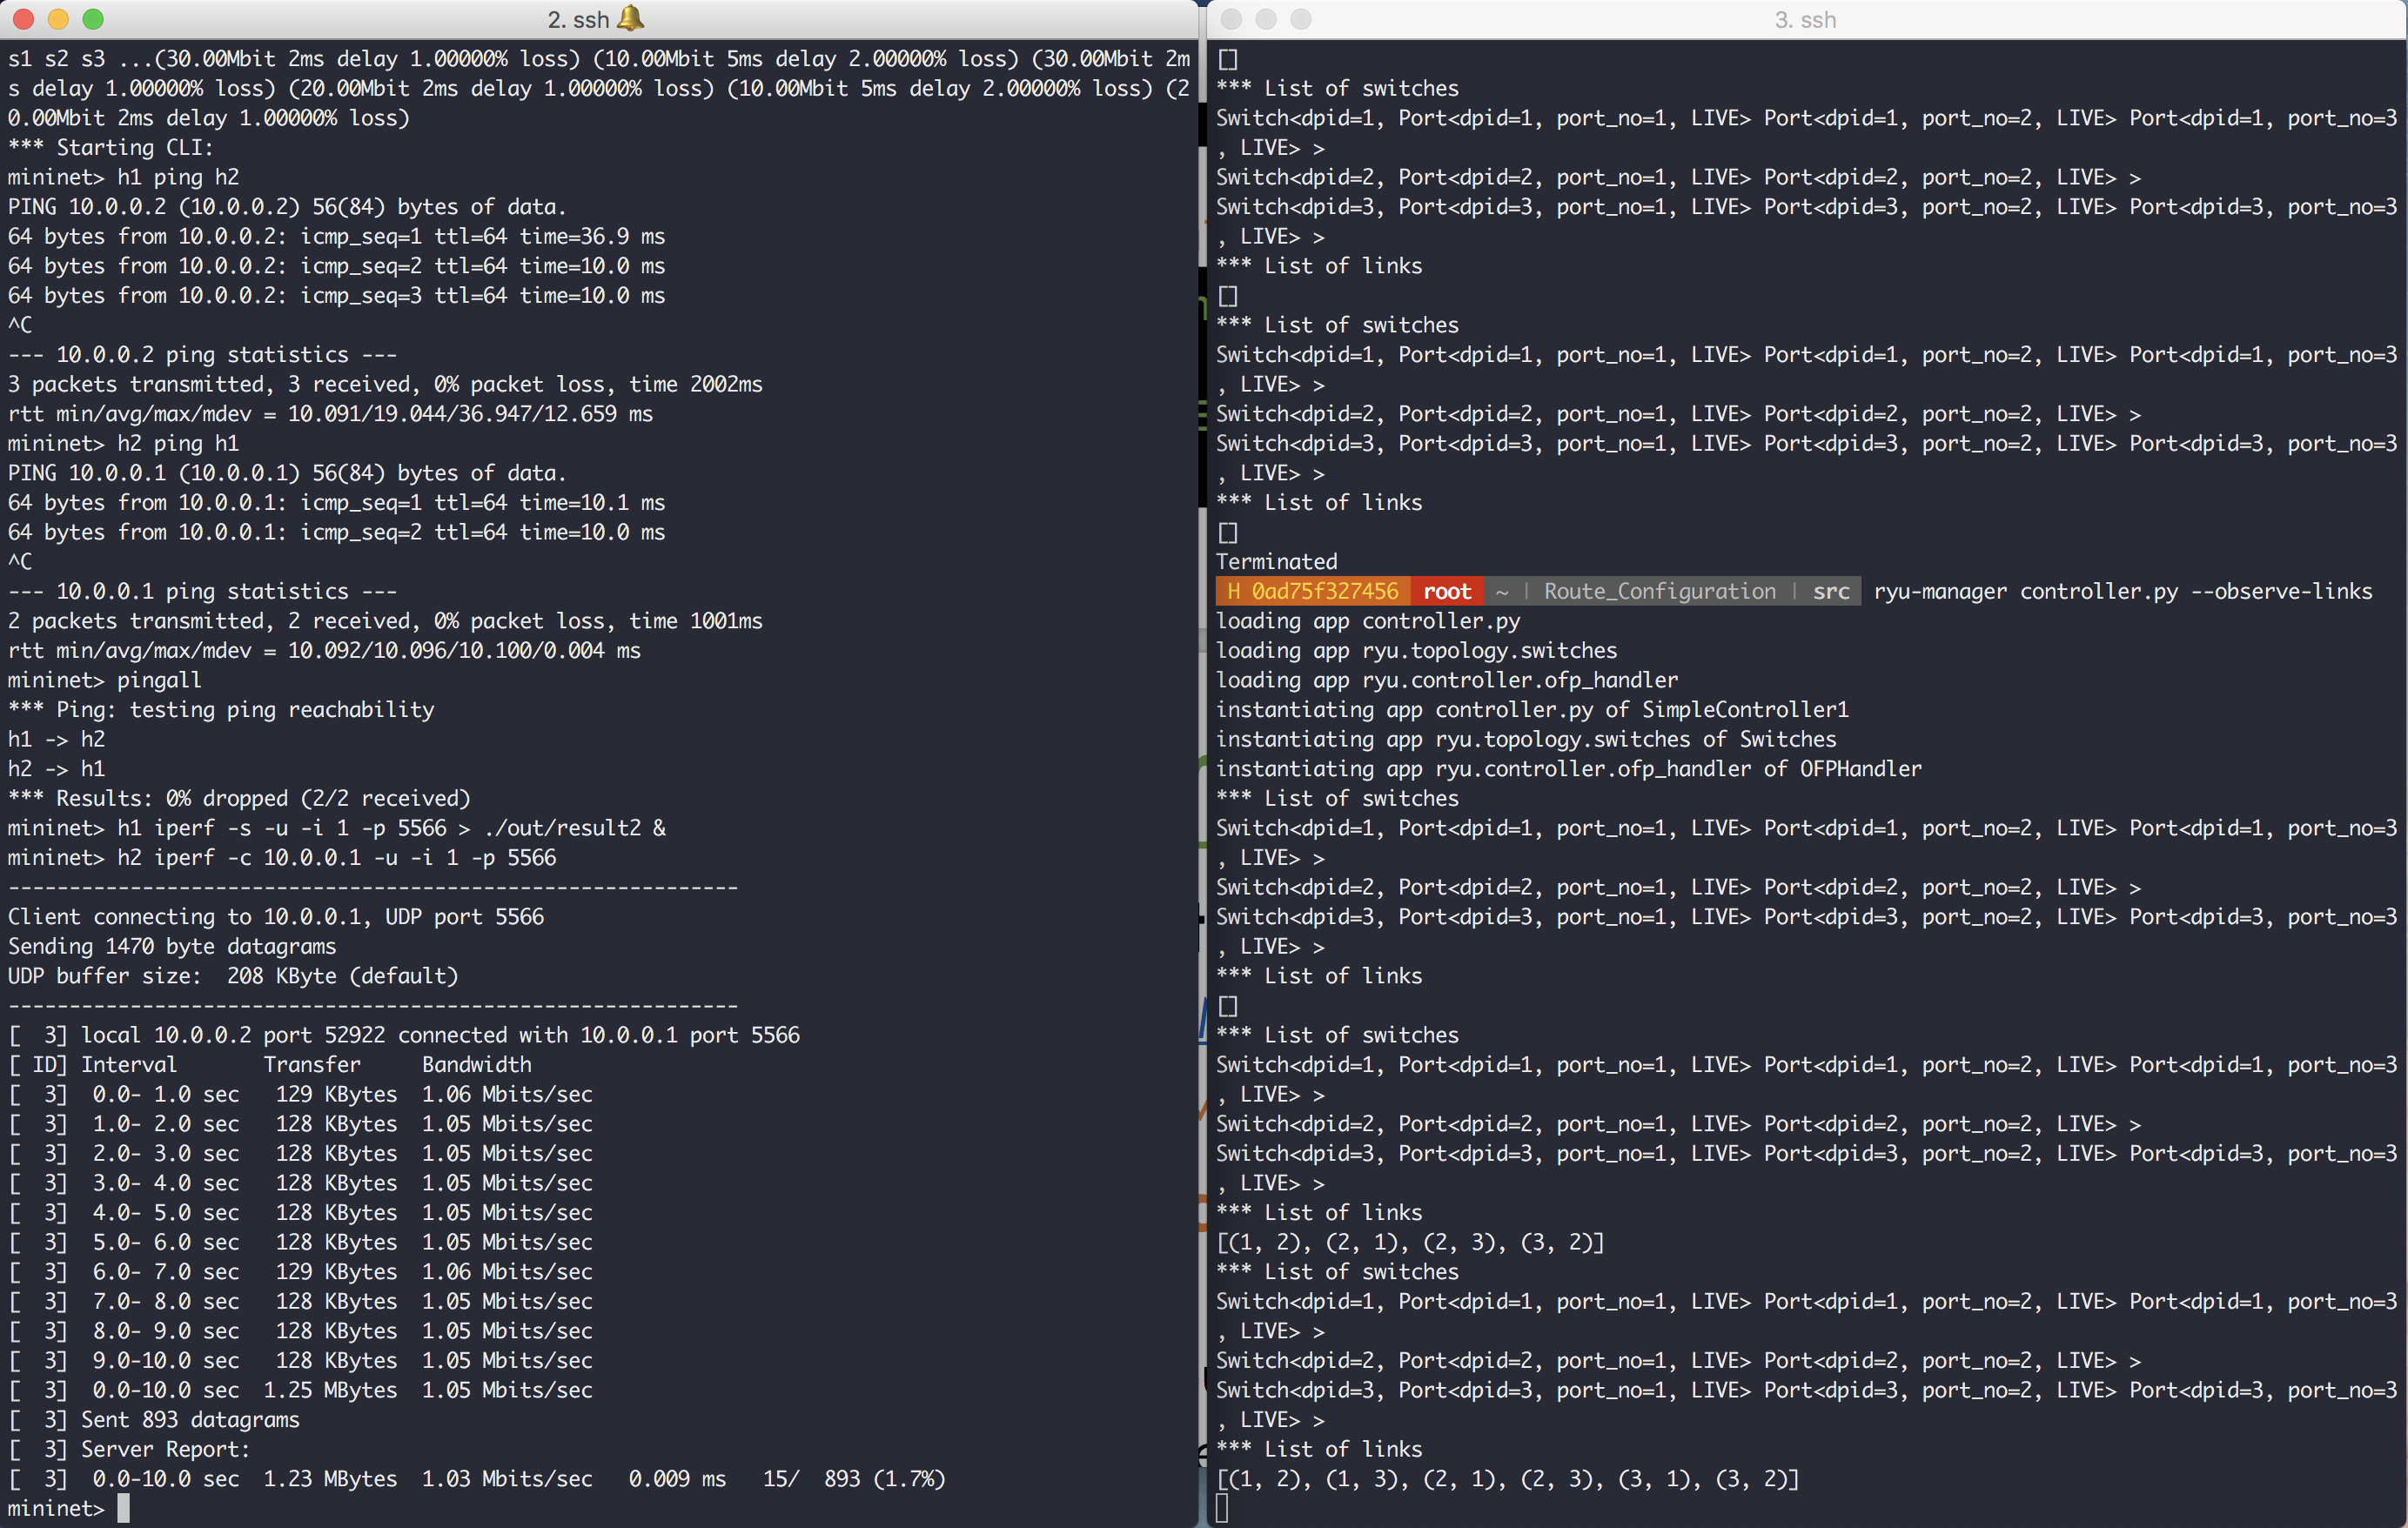 2. ssh
s1 s2 s3 ...(30.00Mbit 2ms delay 1.00000% loss) (10.00Mbit 5ms delay 2.00000% loss) (30.00Mbit 2m
s delay 1.00000% loss) (20.00Mbit 2ms delay 1.00000% loss) (10.00Mbit 5ms delay 2.00000% loss) (2
0.00Mbit 2ms delay 1.00000% loss)
*** Starting CLI:
mininet> h1 ping h2
PING 10.0.0.2 (10.0.0.2) 56(84) bytes of data.
64 bytes from 10.0.0.2: icmp_seq=1 ttl=64 time=36.9 ms
64 bytes from 10.0.0.2: icmp_seq=2 ttl=64 time=10.0 ms
64 bytes from 10.0.0.2: icmp_seq=3 ttl=64 time=10.0 ms
^C
--- 10.0.0.2 ping statistics ---
3 packets transmitted, 3 received, 0% packet loss, time 2002ms
rtt min/avg/max/mdev = 10.091/19.044/36.947/12.659 ms
mininet> h2 ping h1
PING 10.0.0.1 (10.0.0.1) 56(84) bytes of data.
64 bytes from 10.0.0.1: icmp_seq=1 ttl=64 time=10.1 ms
64 bytes from 10.0.0.1: icmp_seq=2 ttl=64 time=10.0 ms
^C
--- 10.0.0.1 ping statistics ---
2 packets transmitted, 2 received, 0% packet loss, time 1001ms
rtt min/avg/max/mdev = 10.092/10.096/10.100/0.004 ms
mininet> pingall
*** Ping: testing ping reachability
h1 -> h2
h2 -> h1
*** Results: 0% dropped (2/2 received)
mininet> h1 iperf -s -u -i 1 -p 5566 > ./out/result2 &
mininet> h2 iperf -c 10.0.0.1 -u -i 1 -p 5566
------------------------------------------------------------
Client connecting to 10.0.0.1, UDP port 5566
Sending 1470 byte datagrams
UDP buffer size:  208 KByte (default)
------------------------------------------------------------
[  3] local 10.0.0.2 port 52922 connected with 10.0.0.1 port 5566
[ ID] Interval       Transfer     Bandwidth
[  3]  0.0- 1.0 sec   129 KBytes  1.06 Mbits/sec
[  3]  1.0- 2.0 sec   128 KBytes  1.05 Mbits/sec
[  3]  2.0- 3.0 sec   128 KBytes  1.05 Mbits/sec
[  3]  3.0- 4.0 sec   128 KBytes  1.05 Mbits/sec
[  3]  4.0- 5.0 sec   128 KBytes  1.05 Mbits/sec
[  3]  5.0- 6.0 sec   128 KBytes  1.05 Mbits/sec
[  3]  6.0- 7.0 sec   129 KBytes  1.06 Mbits/sec
[  3]  7.0- 8.0 sec   128 KBytes  1.05 Mbits/sec
[  3]  8.0- 9.0 sec   128 KBytes  1.05 Mbits/sec
[  3]  9.0-10.0 sec   128 KBytes  1.05 Mbits/sec
[  3]  0.0-10.0 sec  1.25 MBytes  1.05 Mbits/sec
[  3] Sent 893 datagrams
[  3] Server Report:
[  3]  0.0-10.0 sec  1.23 MBytes  1.03 Mbits/sec   0.009 ms   15/  893 (1.7%)
mininet>
3. ssh
[]
*** List of switches
Switch<dpid=1, Port<dpid=1, port_no=1, LIVE> Port<dpid=1, port_no=2, LIVE> Port<dpid=1, port_no=3
, LIVE> >
Switch<dpid=2, Port<dpid=2, port_no=1, LIVE> Port<dpid=2, port_no=2, LIVE> >
Switch<dpid=3, Port<dpid=3, port_no=1, LIVE> Port<dpid=3, port_no=2, LIVE> Port<dpid=3, port_no=3
, LIVE> >
*** List of links
[]
*** List of switches
Switch<dpid=1, Port<dpid=1, port_no=1, LIVE> Port<dpid=1, port_no=2, LIVE> Port<dpid=1, port_no=3
, LIVE> >
Switch<dpid=2, Port<dpid=2, port_no=1, LIVE> Port<dpid=2, port_no=2, LIVE> >
Switch<dpid=3, Port<dpid=3, port_no=1, LIVE> Port<dpid=3, port_no=2, LIVE> Port<dpid=3, port_no=3
, LIVE> >
*** List of links
[]
Terminated
H 0ad75f327456 root ~ | Route_Configuration | src ryu-manager controller.py --observe-links
loading app controller.py
loading app ryu.topology.switches
loading app ryu.controller.ofp_handler
instantiating app controller.py of SimpleController1
instantiating app ryu.topology.switches of Switches
instantiating app ryu.controller.ofp_handler of OFPHandler
*** List of switches
Switch<dpid=1, Port<dpid=1, port_no=1, LIVE> Port<dpid=1, port_no=2, LIVE> Port<dpid=1, port_no=3
, LIVE> >
Switch<dpid=2, Port<dpid=2, port_no=1, LIVE> Port<dpid=2, port_no=2, LIVE> >
Switch<dpid=3, Port<dpid=3, port_no=1, LIVE> Port<dpid=3, port_no=2, LIVE> Port<dpid=3, port_no=3
, LIVE> >
*** List of links
[]
*** List of switches
Switch<dpid=1, Port<dpid=1, port_no=1, LIVE> Port<dpid=1, port_no=2, LIVE> Port<dpid=1, port_no=3
, LIVE> >
Switch<dpid=2, Port<dpid=2, port_no=1, LIVE> Port<dpid=2, port_no=2, LIVE> >
Switch<dpid=3, Port<dpid=3, port_no=1, LIVE> Port<dpid=3, port_no=2, LIVE> Port<dpid=3, port_no=3
, LIVE> >
*** List of links
[(1, 2), (2, 1), (2, 3), (3, 2)]
*** List of switches
Switch<dpid=1, Port<dpid=1, port_no=1, LIVE> Port<dpid=1, port_no=2, LIVE> Port<dpid=1, port_no=3
, LIVE> >
Switch<dpid=2, Port<dpid=2, port_no=1, LIVE> Port<dpid=2, port_no=2, LIVE> >
Switch<dpid=3, Port<dpid=3, port_no=1, LIVE> Port<dpid=3, port_no=2, LIVE> Port<dpid=3, port_no=3
, LIVE> >
*** List of links
[(1, 2), (1, 3), (2, 1), (2, 3), (3, 1), (3, 2)]